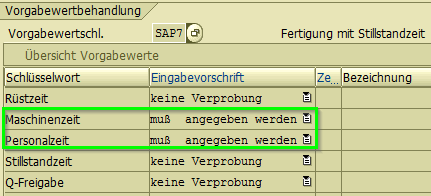 Vorgabewertbehandlung
Vorgabewertschl. SAP7 Fertigung mit Stillstandzeit
Übersicht Vorgabewerte
Schlüsselwort Eingabevorschrift Ze... Bezeichnung
Rüstzeit keine Verprobung
Maschinenzeit muß angegeben werden
Personalzeit muß angegeben werden
Stillstandzeit keine Verprobung
Q-Freigabe keine Verprobung